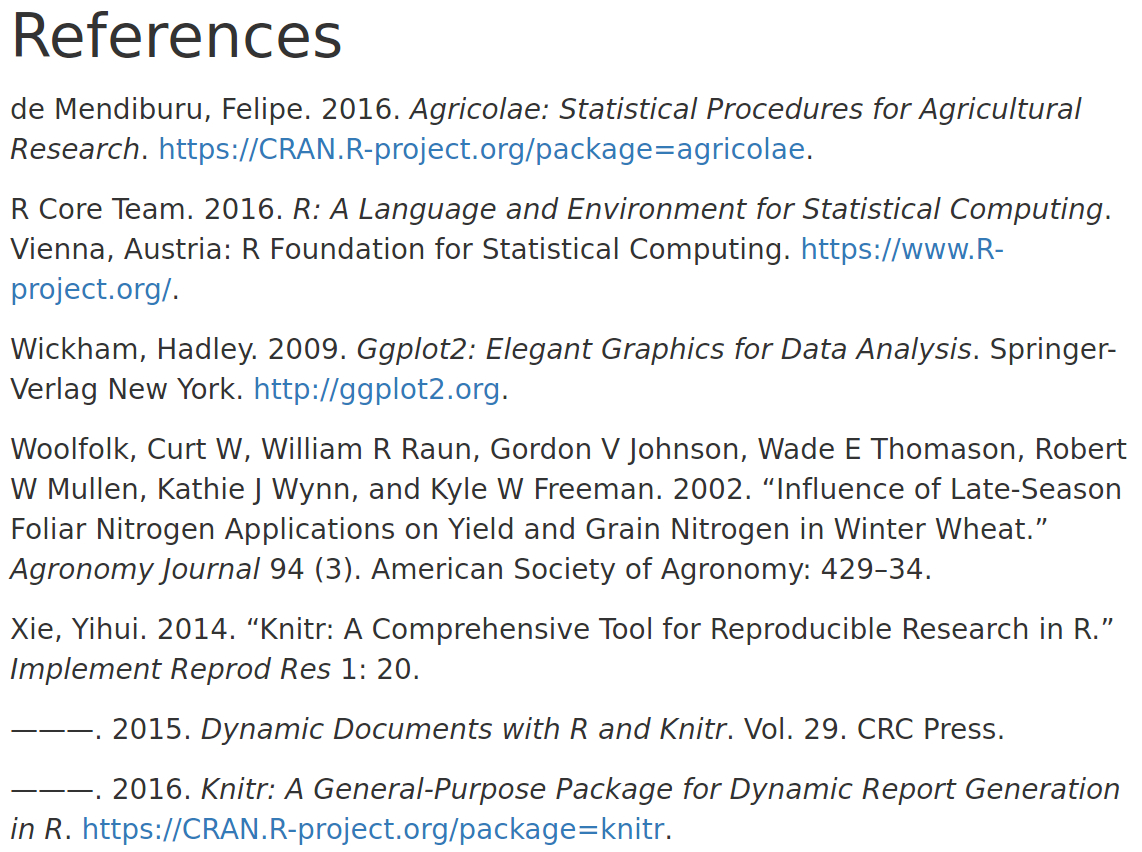 References
de Mendiburu, Felipe. 2016. Agricolae: Statistical Procedures for Agricultural
Research. https://CRAN.R-project.org/package=agricolae.
R Core Team. 2016. R: A Language and Environment for Statistical Computing.
Vienna, Austria: R Foundation for Statistical Computing. https://www.R-
project.org/.
Wickham, Hadley. 2009. Ggplot2: Elegant Graphics for Data Analysis. Springer-
Verlag New York. http://ggplot2.org.
Woolfolk, Curt W, William R Raun, Gordon V Johnson, Wade E Thomason, Robert
W Mullen, Kathie J Wynn, and Kyle W Freeman. 2002. “Influence of Late-Season
Foliar Nitrogen Applications on Yield and Grain Nitrogen in Winter Wheat.”
Agronomy Journal 94 (3). American Society of Agronomy: 429–34.
Xie, Yihui. 2014. “Knitr: A Comprehensive Tool for Reproducible Research in R.”
Implement Reprod Res 1: 20.
———. 2015. Dynamic Documents with R and Knitr. Vol. 29. CRC Press.
———. 2016. Knitr: A General-Purpose Package for Dynamic Report Generation
in R. https://CRAN.R-project.org/package=knitr.